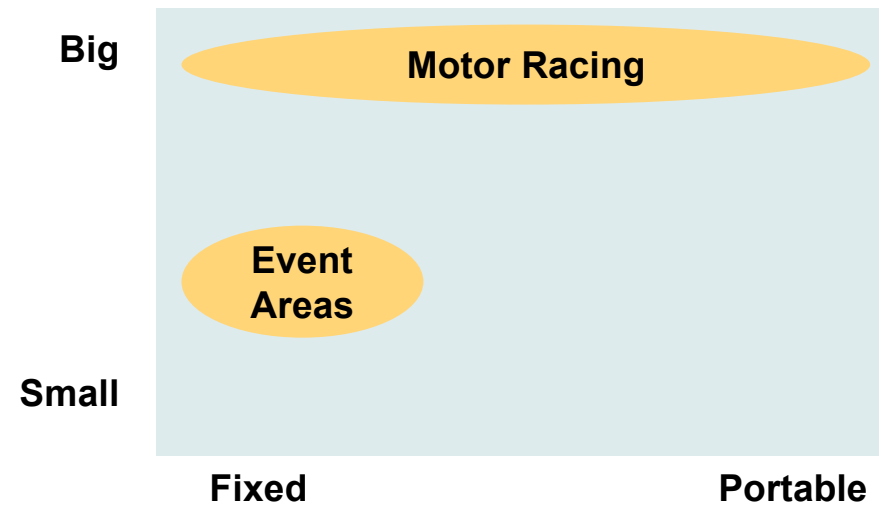 Big
Motor Racing
Event
Areas
Small
Fixed
Portable